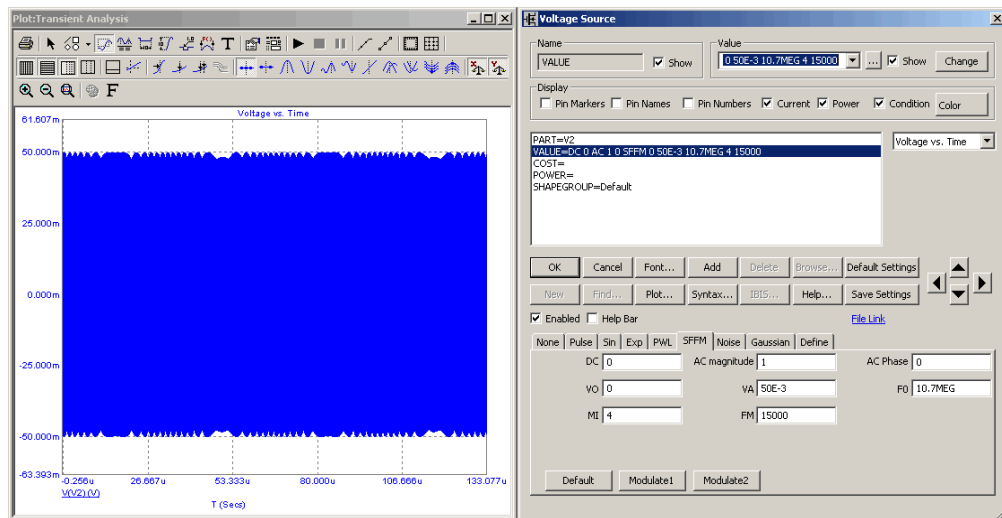 Plot:Transient Analysis
T
F
Voltage vs. Time
61.607m
50.000m
25.000m
0.000m
-25.000m
-50.000m
-63.393m
-0.256u 26.667u 53.333u 80.000u 106.666u 133.077u
V(V2) (V)
T (Secs)
Voltage Source
Name
VALUE
Show
Value
0 50E-3 10.7MEG 4 15000
...
Show
Change
Display
Pin Markers Pin Names Pin Numbers Current Power Condition Color
PART=V2
VALUE=DC 0 AC 1 0 SFFM 0 50E-3 10.7MEG 4 15000
COST=
POWER=
SHAPEGROUP=Default
Voltage vs. Time
OK Cancel Font... Add Delete Browse... Default Settings
New Find... Plot... Syntax... IBIS... Help... Save Settings
Enabled Help Bar File Link
None Pulse Sin Exp PWL SFFM Noise Gaussian Define
DC 0 AC magnitude 1 AC Phase 0
VO 0 VA 50E-3 F0 10.7MEG
MI 4 FM 15000
Default Modulate1 Modulate2